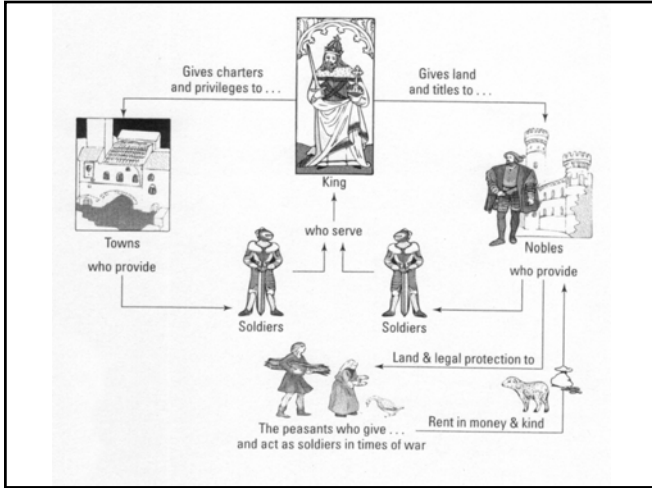 Gives charters
and privileges to . . .
Gives land
and titles to . . .
King
Towns
who provide
who serve
Nobles
who provide
Soldiers
Soldiers
Land & legal protection to
The peasants who give . . .
and act as soldiers in times of war
Rent in money & kind